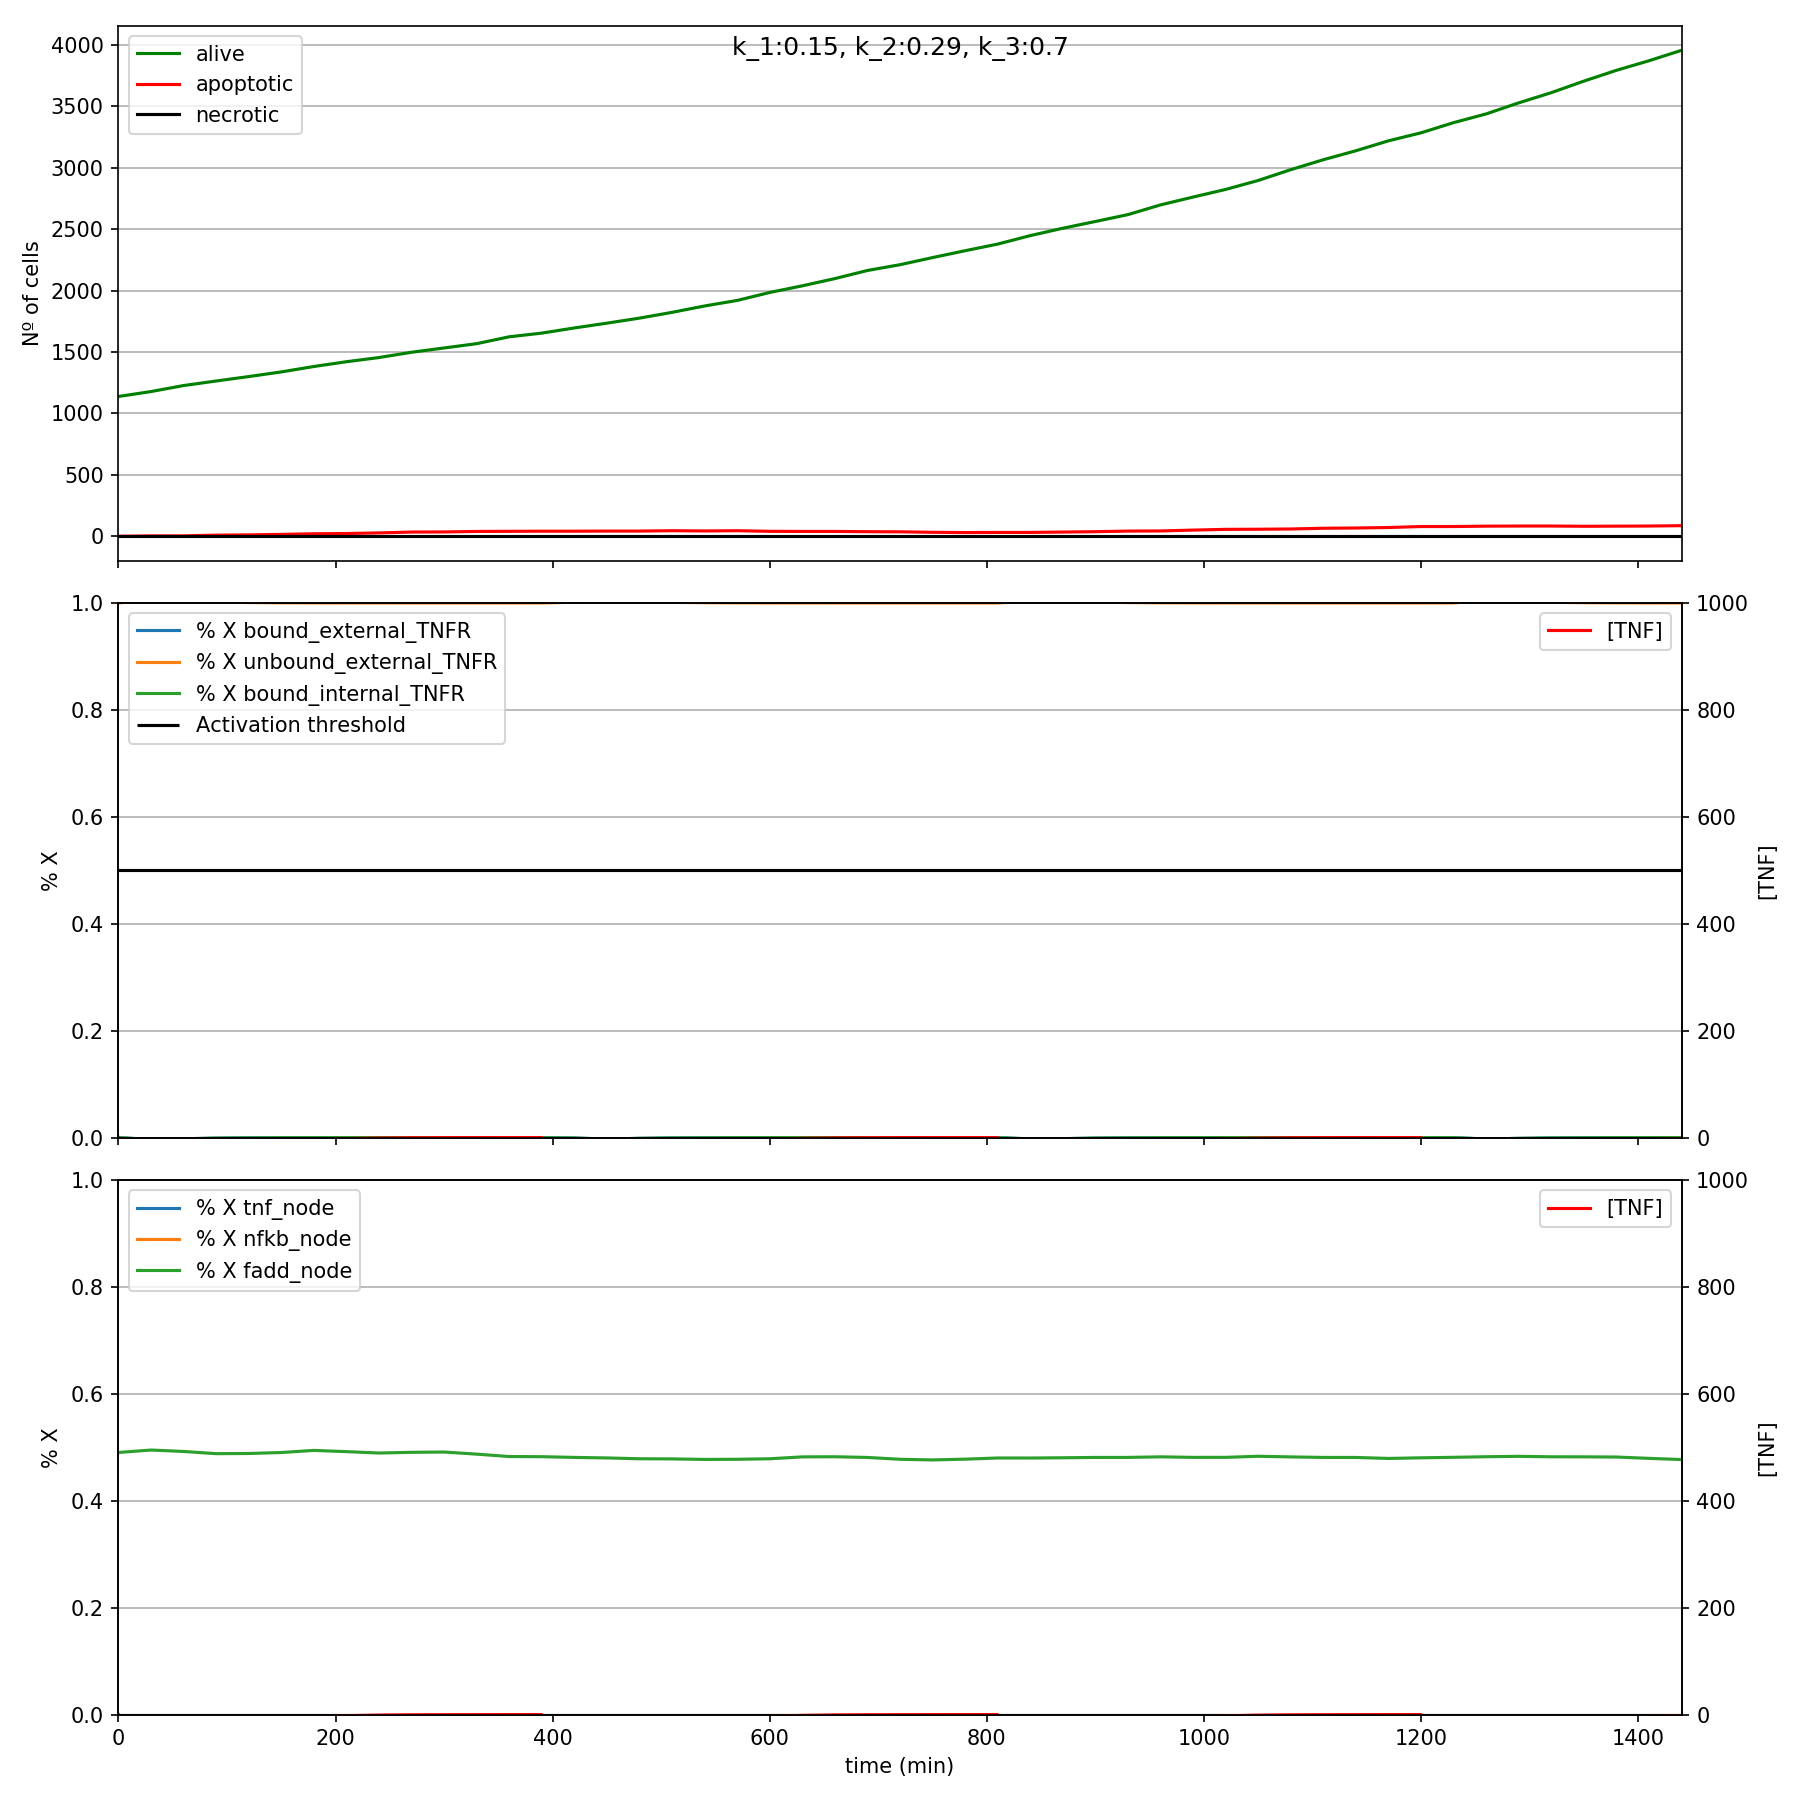 k_1:0.15, k_2:0.29, k_3:0.7
alive
apoptotic
necrotic
4000
3500
3000
2500
2000
1500
1000
500
0
Nº of cells
% X bound_external_TNFR
% X unbound_external_TNFR
% X bound_internal_TNFR
Activation threshold
[TNF]
1.0
0.8
0.6
0.4
0.2
0.0
% X
1000
800
600
400
200
0
[TNF]
% X tnf_node
% X nfkb_node
% X fadd_node
[TNF]
1.0
0.8
0.6
0.4
0.2
0.0
% X
1000
800
600
400
200
0
[TNF]
0 200 400 600 800 1000 1200 1400
time (min)